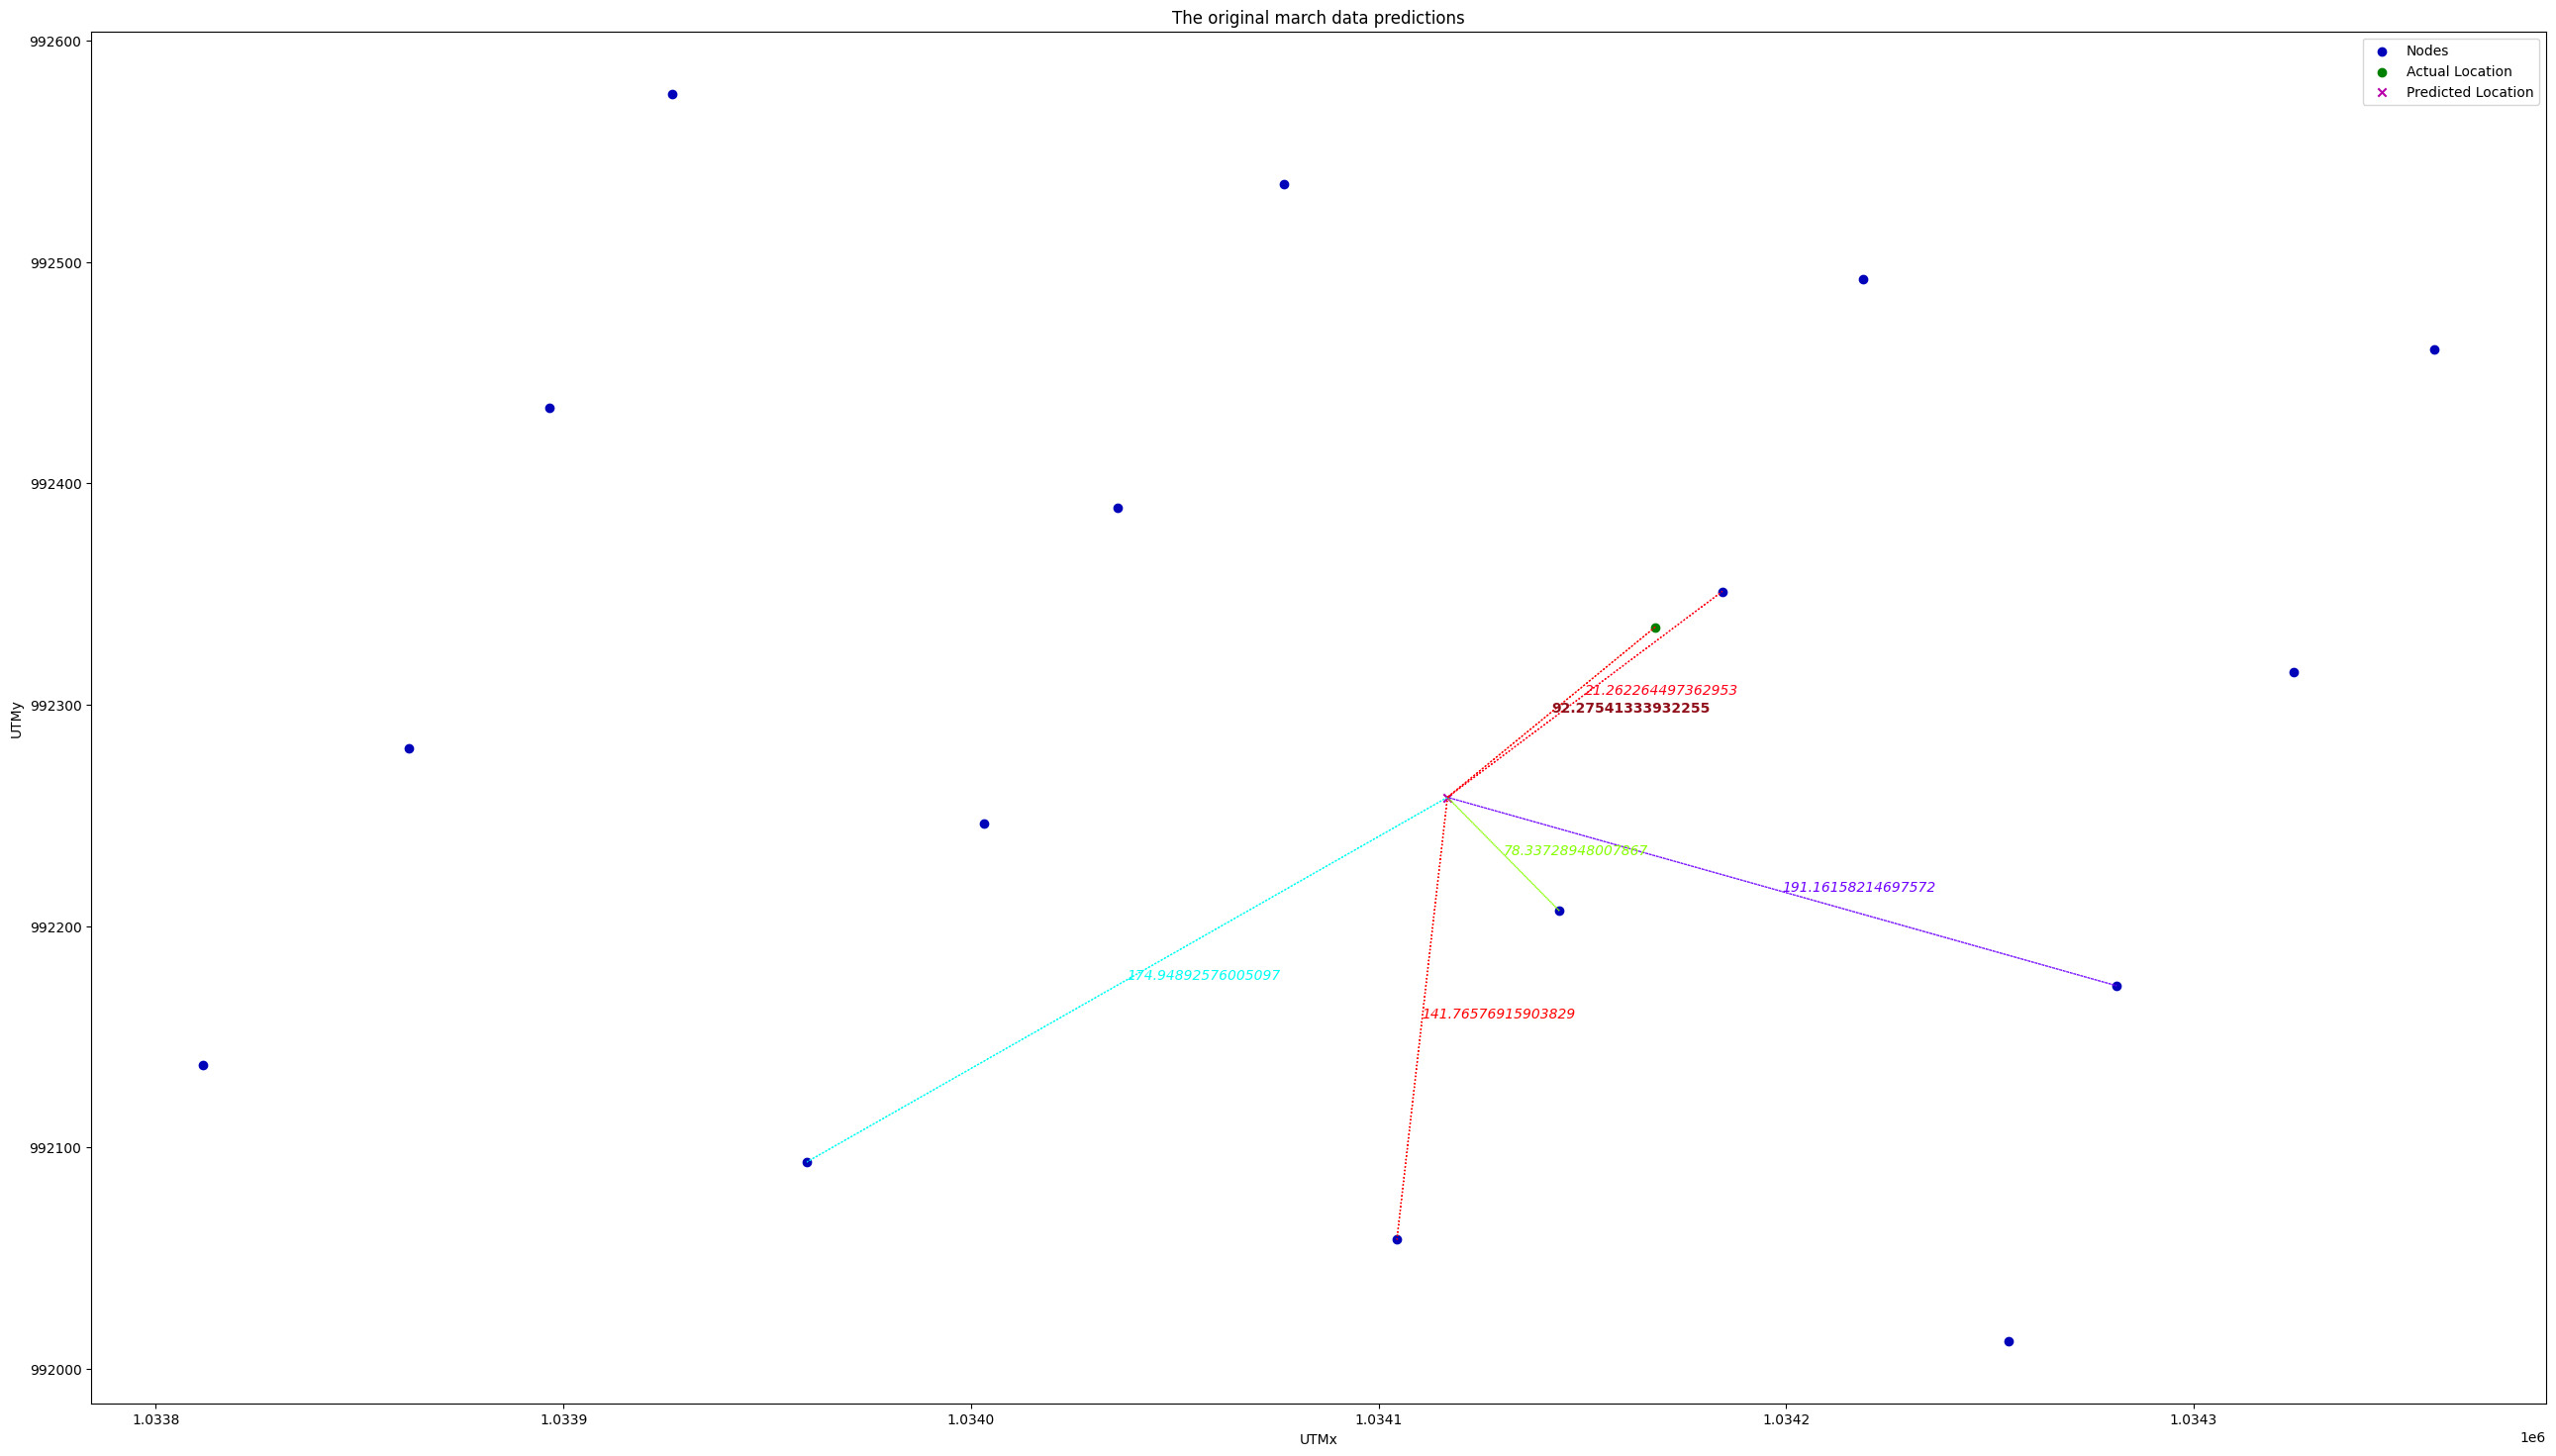 The original march data predictions
Nodes
Actual Location
Predicted Location
992600
992500
992400
992300
992200
992100
992000
UTMy
21.262264497362953
92.27541333932255
78.33728948007867
191.16158214697572
174.94892576005097
141.76576915903829
1.0338 1.0339 1.0340 1.0341 1.0342 1.0343
1e6
UTMx